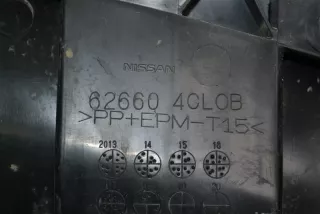 NISSAN
62660 4CL0B
>PP+EPM-T15<
2013 14 15 16